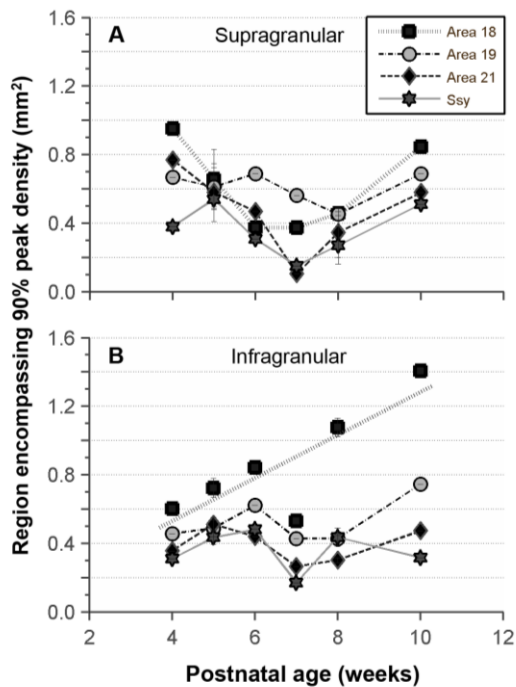 1.6
A
Supragranular
Area 18
Area 19
Area 21
Ssy
1.2
0.8
0.4
0.0
Region encompassing 90% peak density (mm²)
1.6
B
Infragranular
1.2
0.8
0.4
0.0
2
4
6
8
10
12
Postnatal age (weeks)